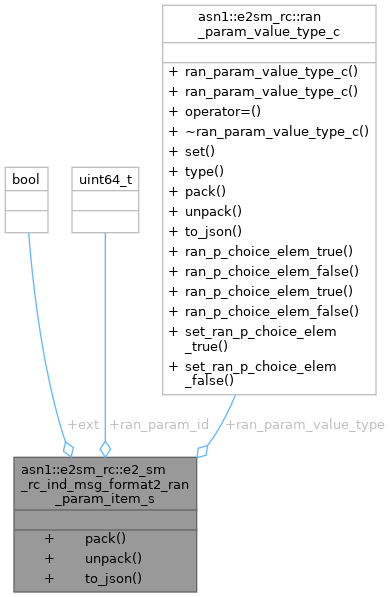 asn1::e2sm_rc::ran
_param_value_type_c
+ ran_param_value_type_c()
+ ran_param_value_type_c()
+ operator=()
+ ~ran_param_value_type_c()
+ set()
+ type()
+ pack()
+ unpack()
+ to_json()
+ ran_p_choice_elem_true()
+ ran_p_choice_elem_false()
+ ran_p_choice_elem_true()
+ ran_p_choice_elem_false()
+ set_ran_p_choice_elem
_true()
+ set_ran_p_choice_elem
_false()
bool
uint64_t
+ext
+ran_param_id
+ran_param_value_type
asn1::e2sm_rc::e2_sm
_rc_ind_msg_format2_ran
_param_item_s
+ pack()
+ unpack()
+ to_json()